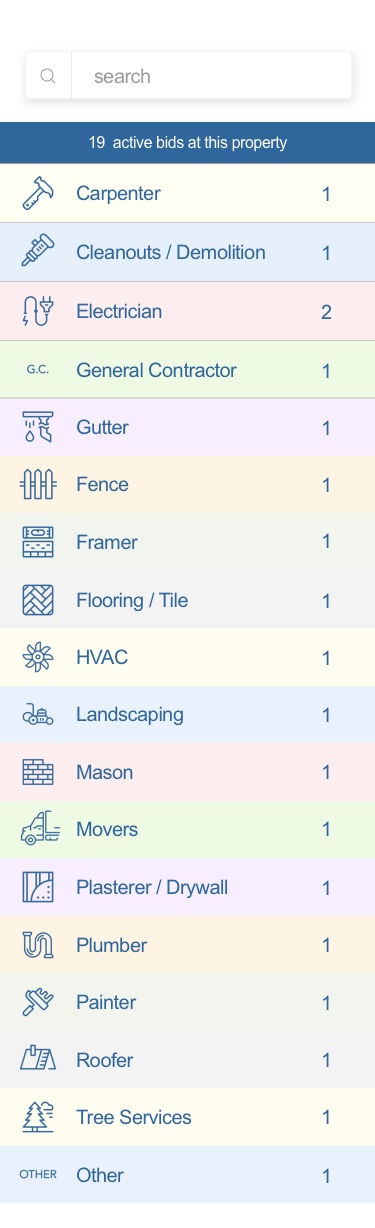 search
19 active bids at this property
Carpenter 1
Cleanouts / Demolition 1
Electrician 2
G.C. General Contractor 1
Gutter 1
Fence 1
Framer 1
Flooring / Tile 1
HVAC 1
Landscaping 1
Mason 1
Movers 1
Plasterer / Drywall 1
Plumber 1
Painter 1
Roofer 1
Tree Services 1
OTHER Other 1